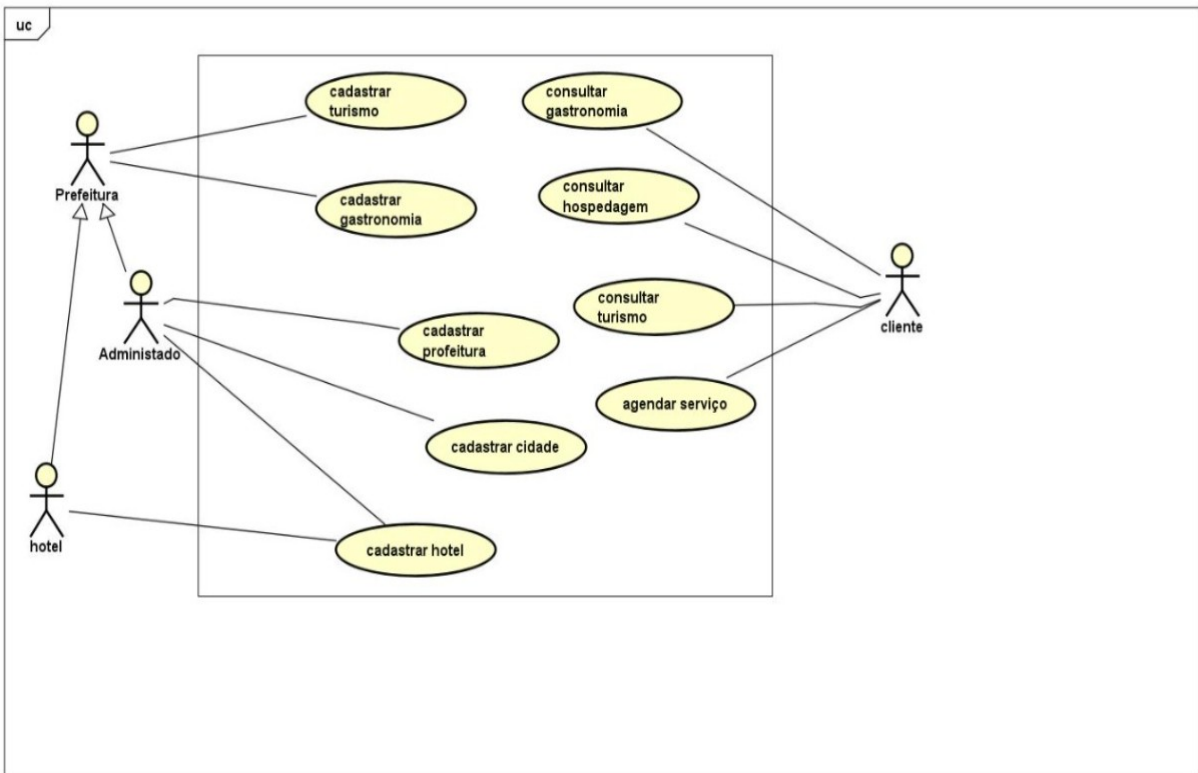 uc
cadastrar
turismo
consultar
gastronomia
Prefeitura
cadastrar
gastronomia
consultar
hospedagem
Administado
cadastrar
profeitura
consultar
turismo
cliente
agendar serviço
cadastrar cidade
hotel
cadastrar hotel